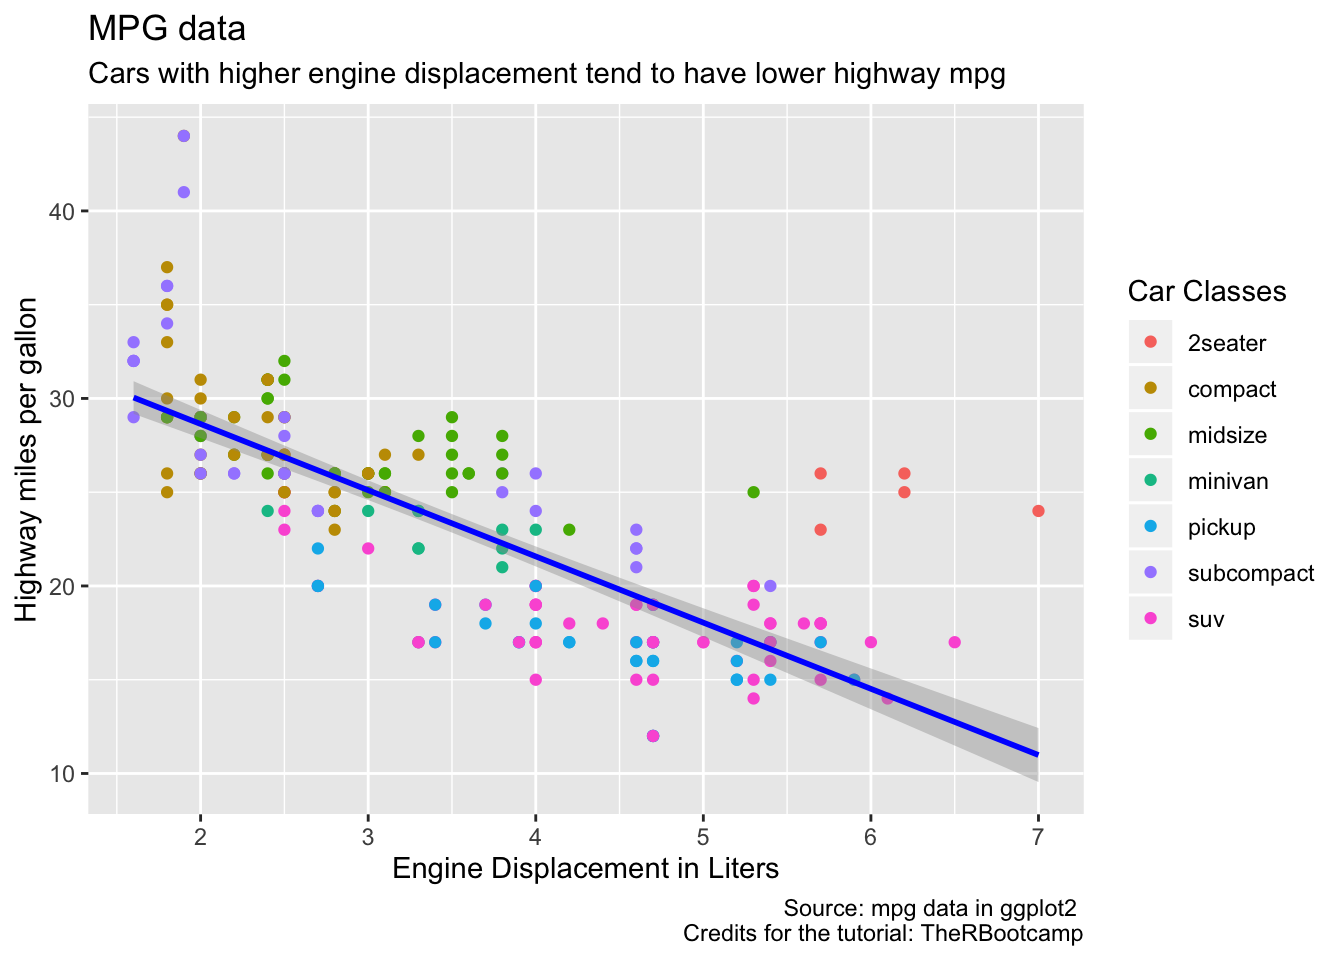 MPG data
Cars with higher engine displacement tend to have lower highway mpg
Highway miles per gallon
40
30
20
10
2 3 4 5 6 7
Engine Displacement in Liters
Car Classes
2seater
compact
midsize
minivan
pickup
subcompact
suv
Source: mpg data in ggplot2
Credits for the tutorial: TheRBootcamp